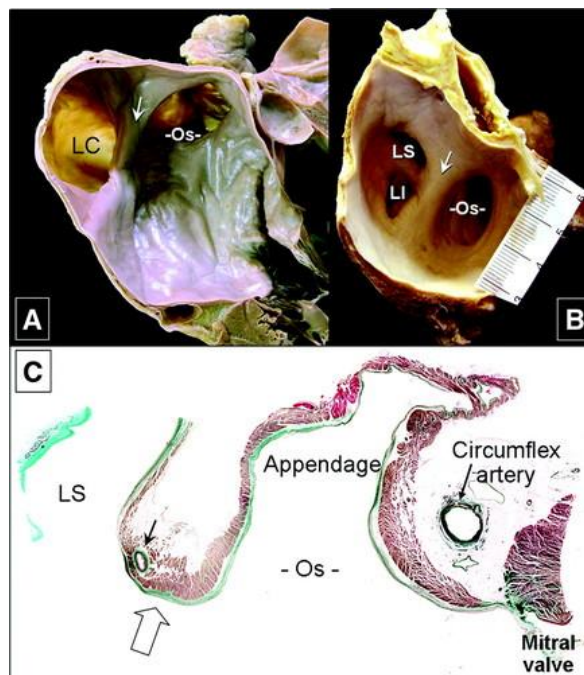 LC
-Os-
A
LS
LI
-Os-
B
C
LS
Appendage
Circumflex
artery
- Os -
Mitral
valve